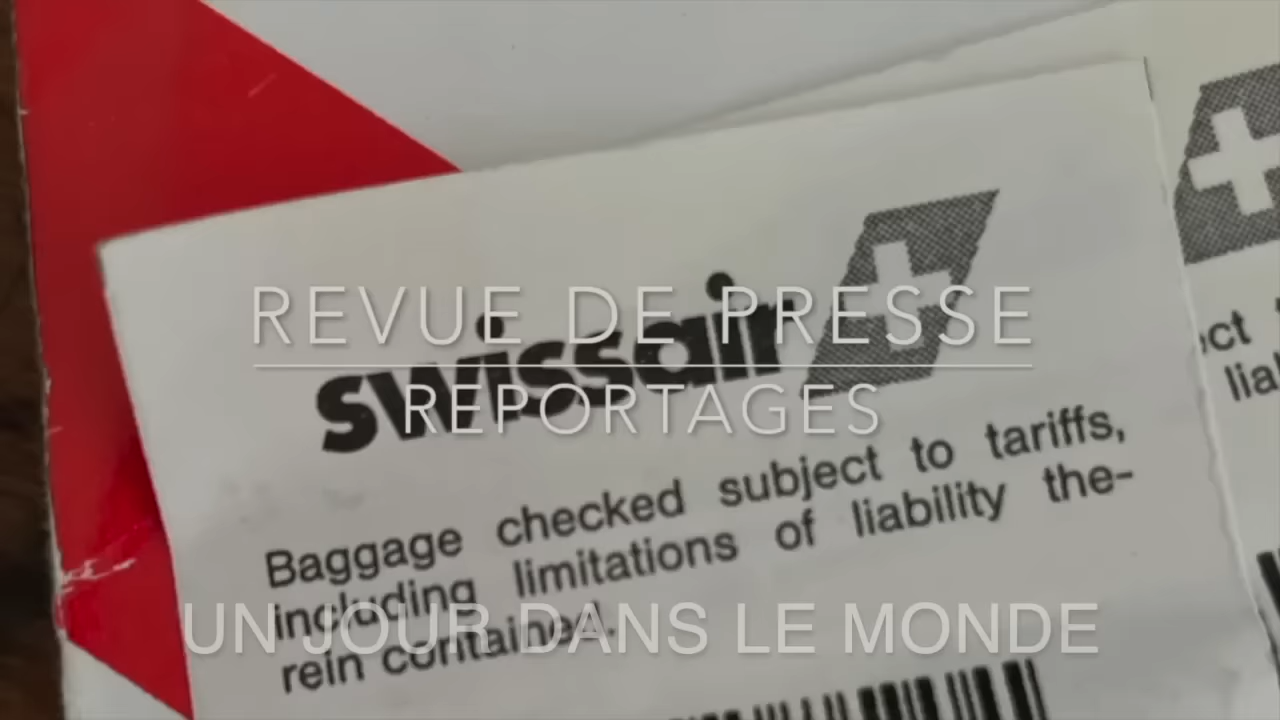 REVUE DE PRESSE
REPORTAGES
swissair
Baggage checked subject to tariffs,
including limitations of liability the-
rein contained.
UN JOUR DANS LE MONDE
ct
lia